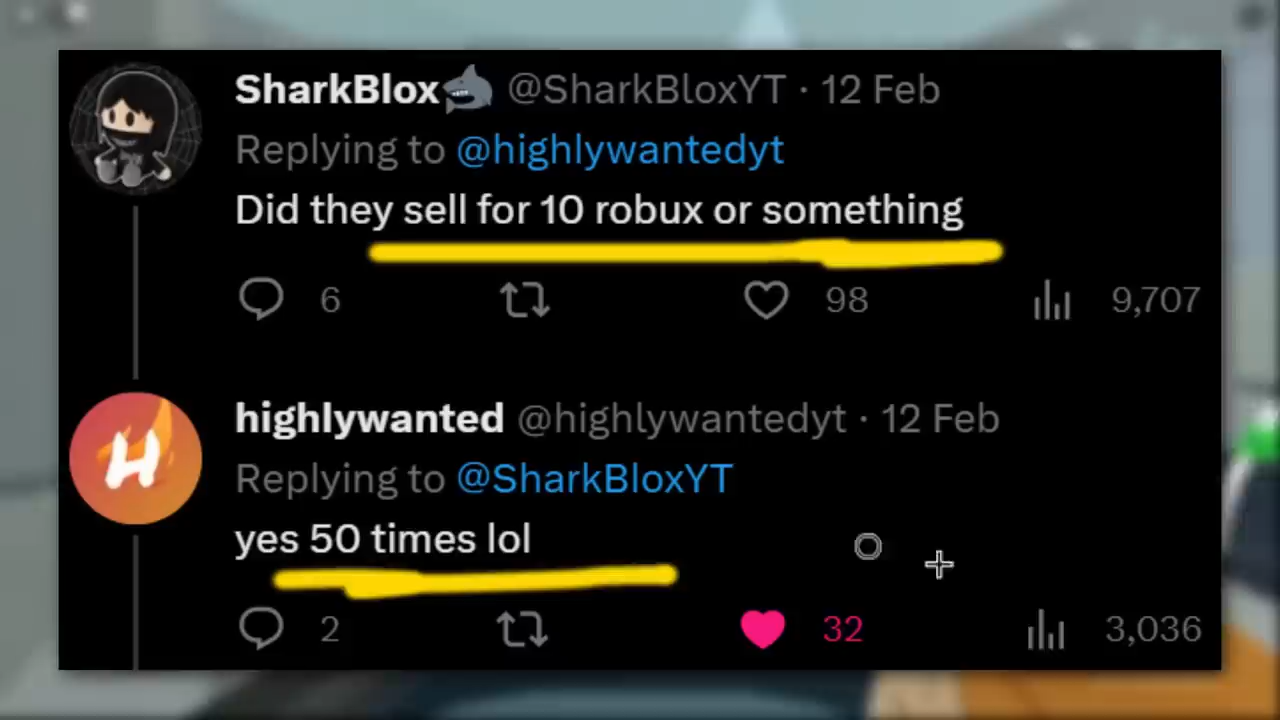 SharkBlox🦈 @SharkBloxYT · 12 Feb
Replying to @highlywantedyt
Did they sell for 10 robux or something
6 98 9,707
highlywanted @highlywantedyt · 12 Feb
Replying to @SharkBloxYT
yes 50 times lol
2 32 3,036